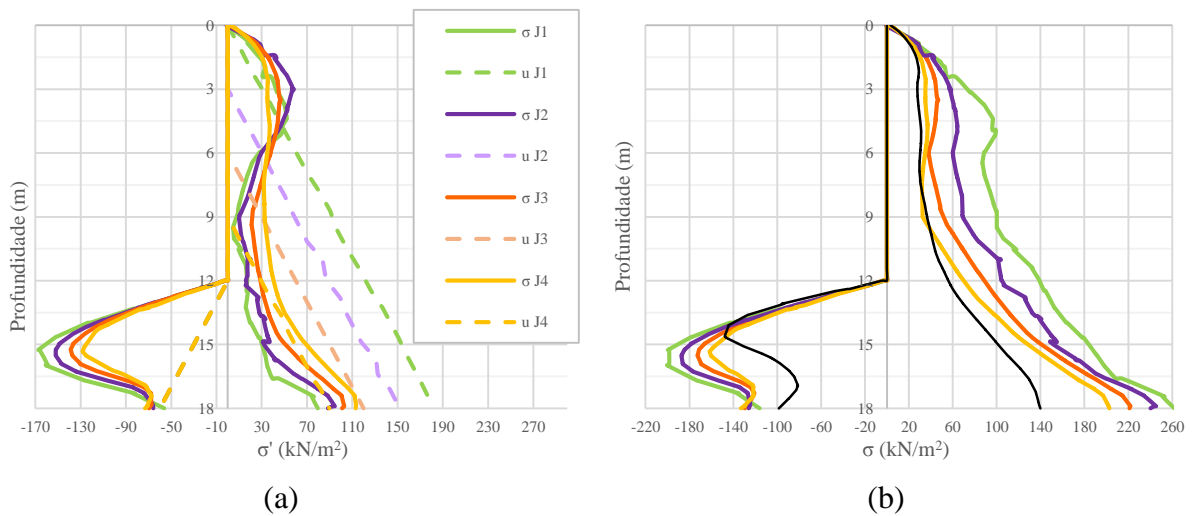 0
3
6
9
12
15
18
-170 -130 -90 -50 -10 30 70 110 150 190 230 270
Profundidade (m)
σ' (kN/m²)
σ J1
u J1
σ J2
u J2
σ J3
u J3
σ J4
u J4
(a)
0
3
6
9
12
15
18
-220 -180 -140 -100 -60 -20 20 60 100 140 180 220 260
Profundidade (m)
σ (kN/m²)
(b)